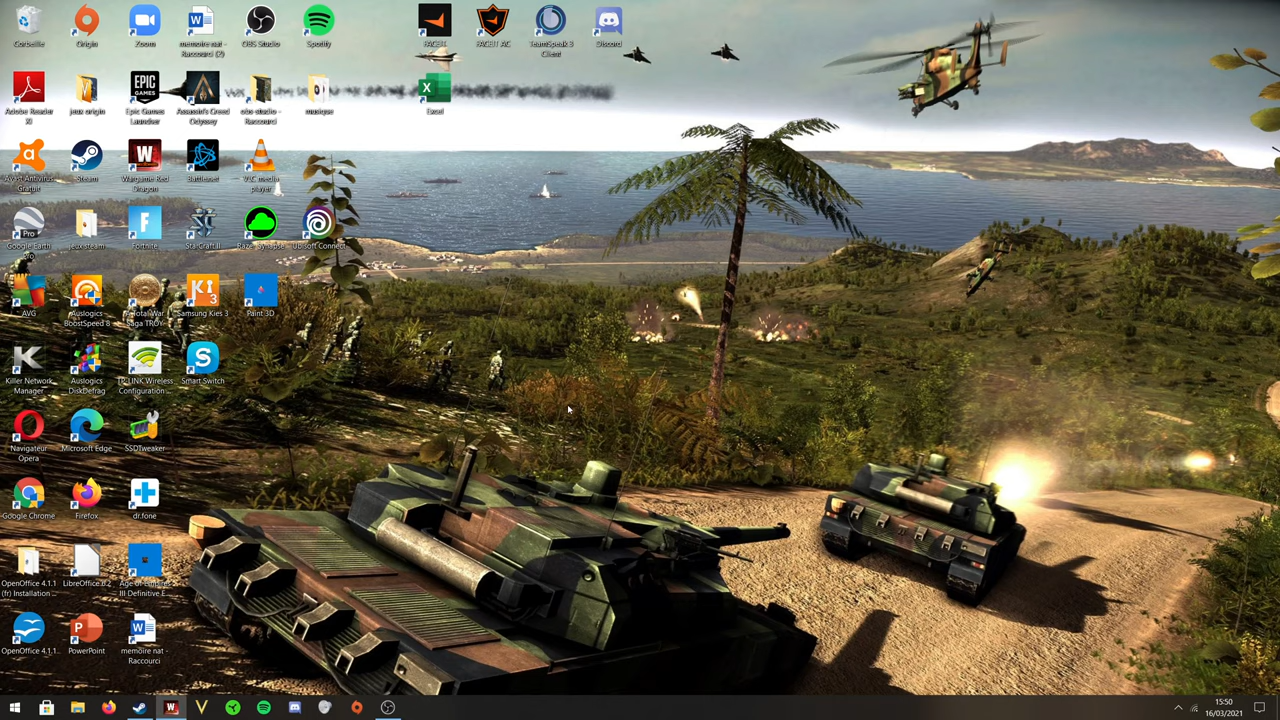 Corbeille
Origin
Zoom
memoire nat -
Raccourci (2)
OBS Studio
Spotify
FACEIT
FACEIT AC
TeamSpeak 3
Client
Discord
Adobe Reader
XI
jeux origin
EPIC
GAMES
Epic Games
Launcher
Assassin's Creed
Odyssey
obs-studio -
Raccourci
musique
Excel
Avast Antivirus
Gratuit
Steam
Wargame Red
Dragon
Battle.net
VLC media
player
Pro
Google Earth
Pro
jeux steam
Fortnite
StarCraft II
Razer Synapse
Ubisoft Connect
AVG
Auslogics
BoostSpeed 8
A Total War
Saga TROY
Samsung Kies 3
Paint 3D
Killer Network
Manager
Auslogics
DiskDefrag
TP-LINK Wireless
Configuration ...
Smart Switch
Navigateur
Opera
Microsoft Edge
SSDTweaker
Google Chrome
Firefox
dr.fone
OpenOffice 4.1.1
(fr) Installation ...
LibreOffice 6.2
Age of Empires
III Definitive E...
OpenOffice 4.1.1
PowerPoint
memoire nat -
Raccourci
15:50
16/03/2021